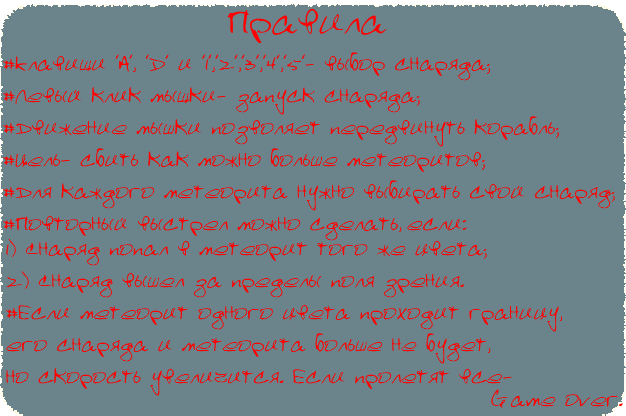 Правила
#Клавиши 'A', 'D' и '1','2','3','4','5'- выбор снаряда;
#Левый клик мышки- запуск снаряда;
#Движение мышки позволяет передвинуть корабль;
#Цель- сбить как можно больше метеоритов;
#Для каждого метеорита нужно выбирать свой снаряд;
#Повторный выстрел можно сделать, если:
1) снаряд попал в метеорит того же цвета;
2) снаряд вышел за пределы поля зрения.
#Если метеорит одного цвета проходит границу,
его снаряда и метеорита больше не будет,
но скорость увеличится. Если пролетят все-
Game over.